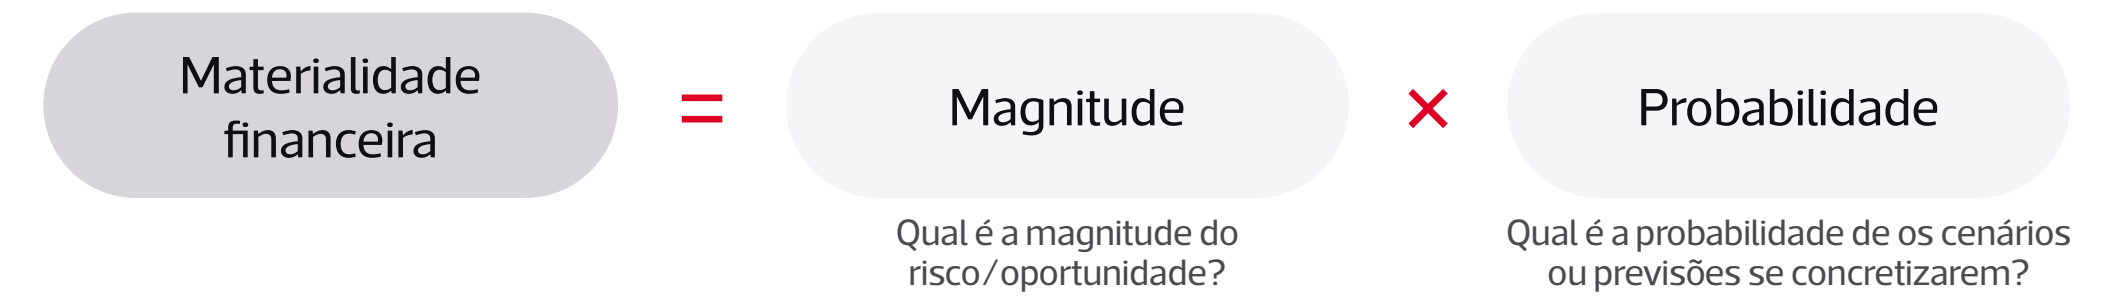 Materialidade
financeira
=
Magnitude
×
Probabilidade
Qual é a magnitude do
risco/oportunidade?
Qual é a probabilidade de os cenários
ou previsões se concretizarem?